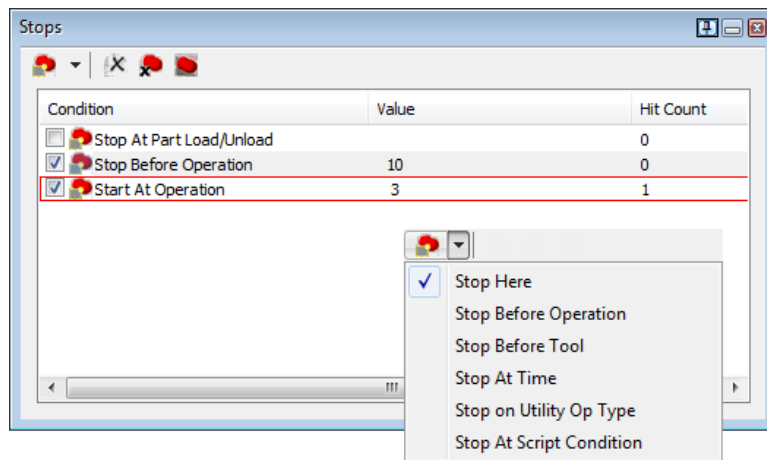 Stops
Condition Value Hit Count
Stop At Part Load/Unload 0
Stop Before Operation 10 0
Start At Operation 3 1
Stop Here
Stop Before Operation
Stop Before Tool
Stop At Time
Stop on Utility Op Type
Stop At Script Condition